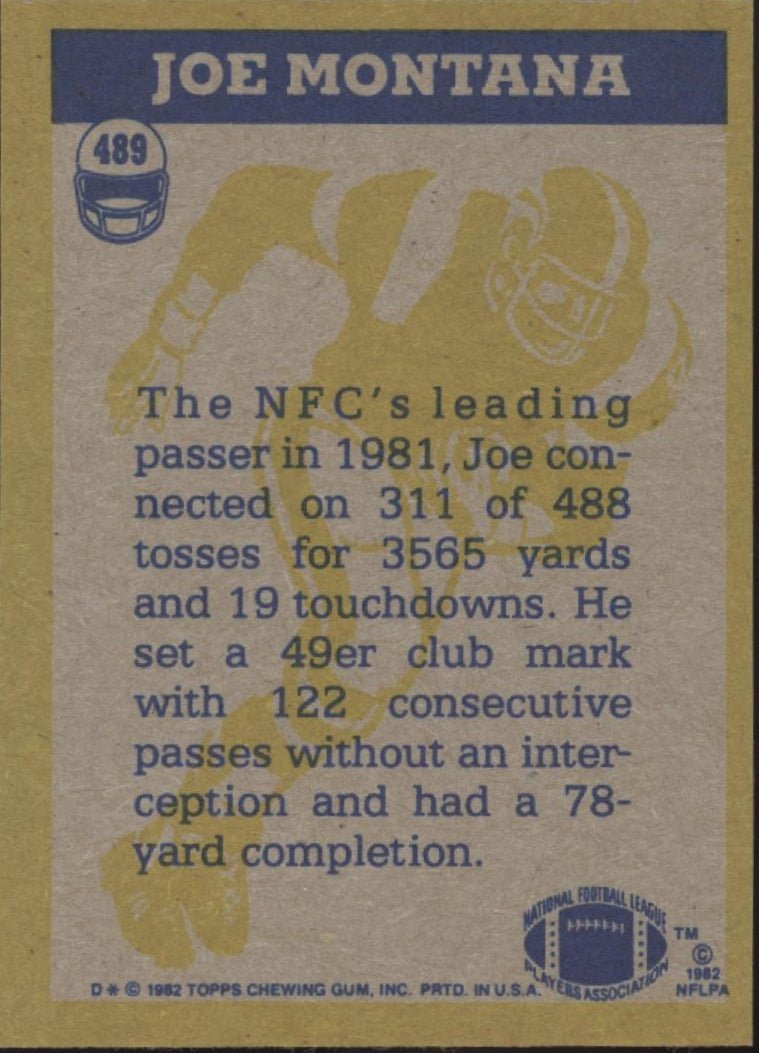 JOE MONTANA
489
The NFC's leading
passer in 1981, Joe con-
nected on 311 of 488
tosses for 3565 yards
and 19 touchdowns. He
set a 49er club mark
with 122 consecutive
passes without an inter-
ception and had a 78-
yard completion.
NATIONAL FOOTBALL LEAGUE
PLAYERS ASSOCIATION
TM
©
1982
NFLPA
D * © 1982 TOPPS CHEWING GUM, INC. PRTD. IN U.S.A.